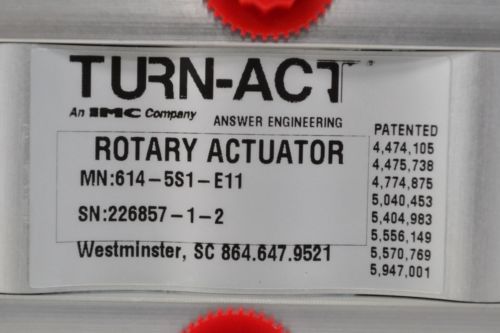 TURN-ACT
An IMC Company
ANSWER ENGINEERING
ROTARY ACTUATOR
MN:614-5S1-E11
SN:226857-1-2
Westminster, SC 864.647.9521
PATENTED
4,474,105
4,475,738
4,774,875
5,040,453
5,404,983
5,556,149
5,570,769
5,947,001